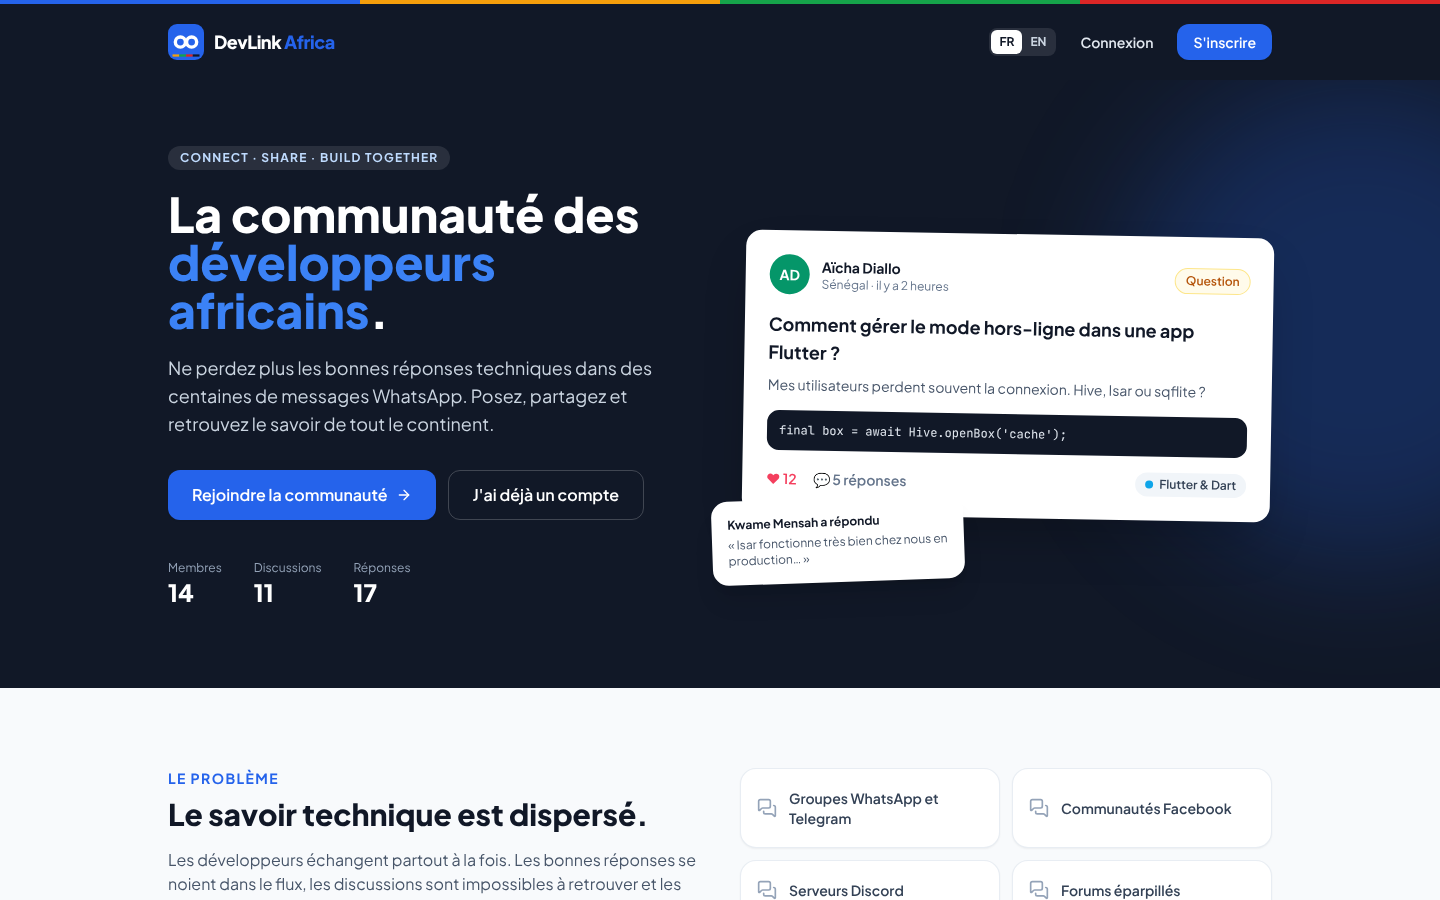 DevLink Africa
FR EN
Connexion
S'inscrire
CONNECT · SHARE · BUILD TOGETHER
La communauté des
développeurs
africains.
Ne perdez plus les bonnes réponses techniques dans des
centaines de messages WhatsApp. Posez, partagez et
retrouvez le savoir de tout le continent.
Rejoindre la communauté →
J'ai déjà un compte
Membres
14
Discussions
11
Réponses
17
AD
Aïcha Diallo
Sénégal · il y a 2 heures
Question
Comment gérer le mode hors-ligne dans une app
Flutter ?
Mes utilisateurs perdent souvent la connexion. Hive, Isar ou sqflite ?
final box = await Hive.openBox('cache');
♥ 12
💬 5 réponses
Flutter & Dart
Kwame Mensah a répondu
« Isar fonctionne très bien chez nous en
production… »
LE PROBLÈME
Le savoir technique est dispersé.
Les développeurs échangent partout à la fois. Les bonnes réponses se
noient dans le flux, les discussions sont impossibles à retrouver et les
Groupes WhatsApp et
Telegram
Communautés Facebook
Serveurs Discord
Forums éparpillés